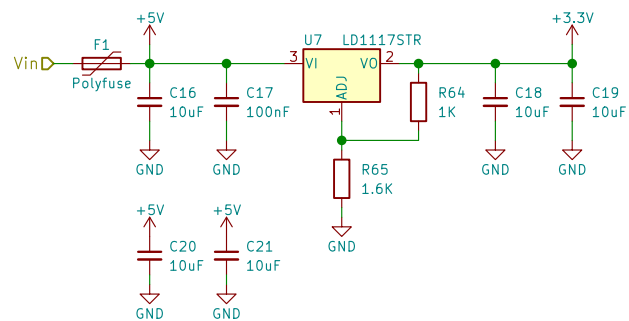 +5V
+3.3V
F1
U7
LD1117STR
Vin
3
VI
VO
2
Polyfuse
ADJ
C16
10uF
C17
100nF
R64
1K
C18
10uF
C19
10uF
1
GND
GND
GND
GND
R65
1.6K
+5V
+5V
GND
C20
10uF
C21
10uF
GND
GND